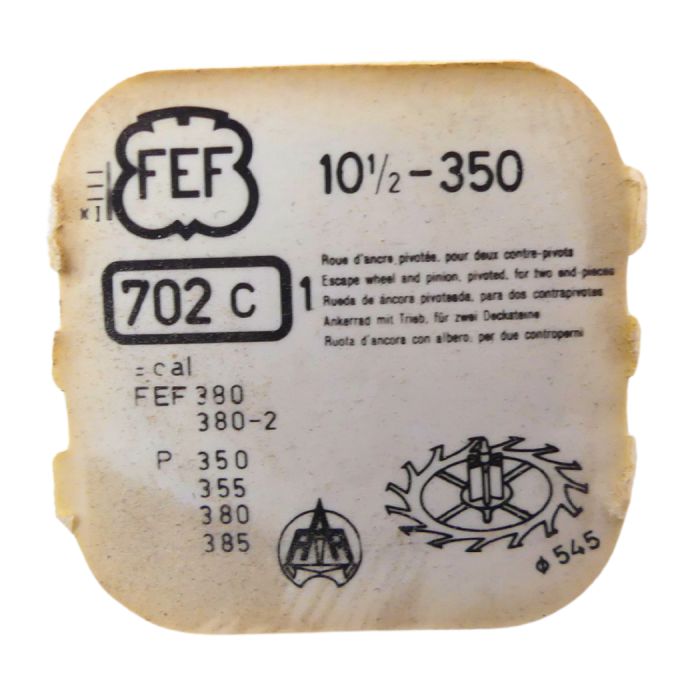 FEF
10½-350
x 1
702 C
1
Roue d'ancre pivotée, pour deux contre-pivots
Escape wheel and pinion, pivoted, for two end-pieces
Rueda de áncora pivoteada, para dos contrapivotes
Ankerrad mit Trieb, für zwei Decksteine
Ruota d'ancora con albero, per due controperni
FEF 380
380-2
P 350
355
380
385
ø 545